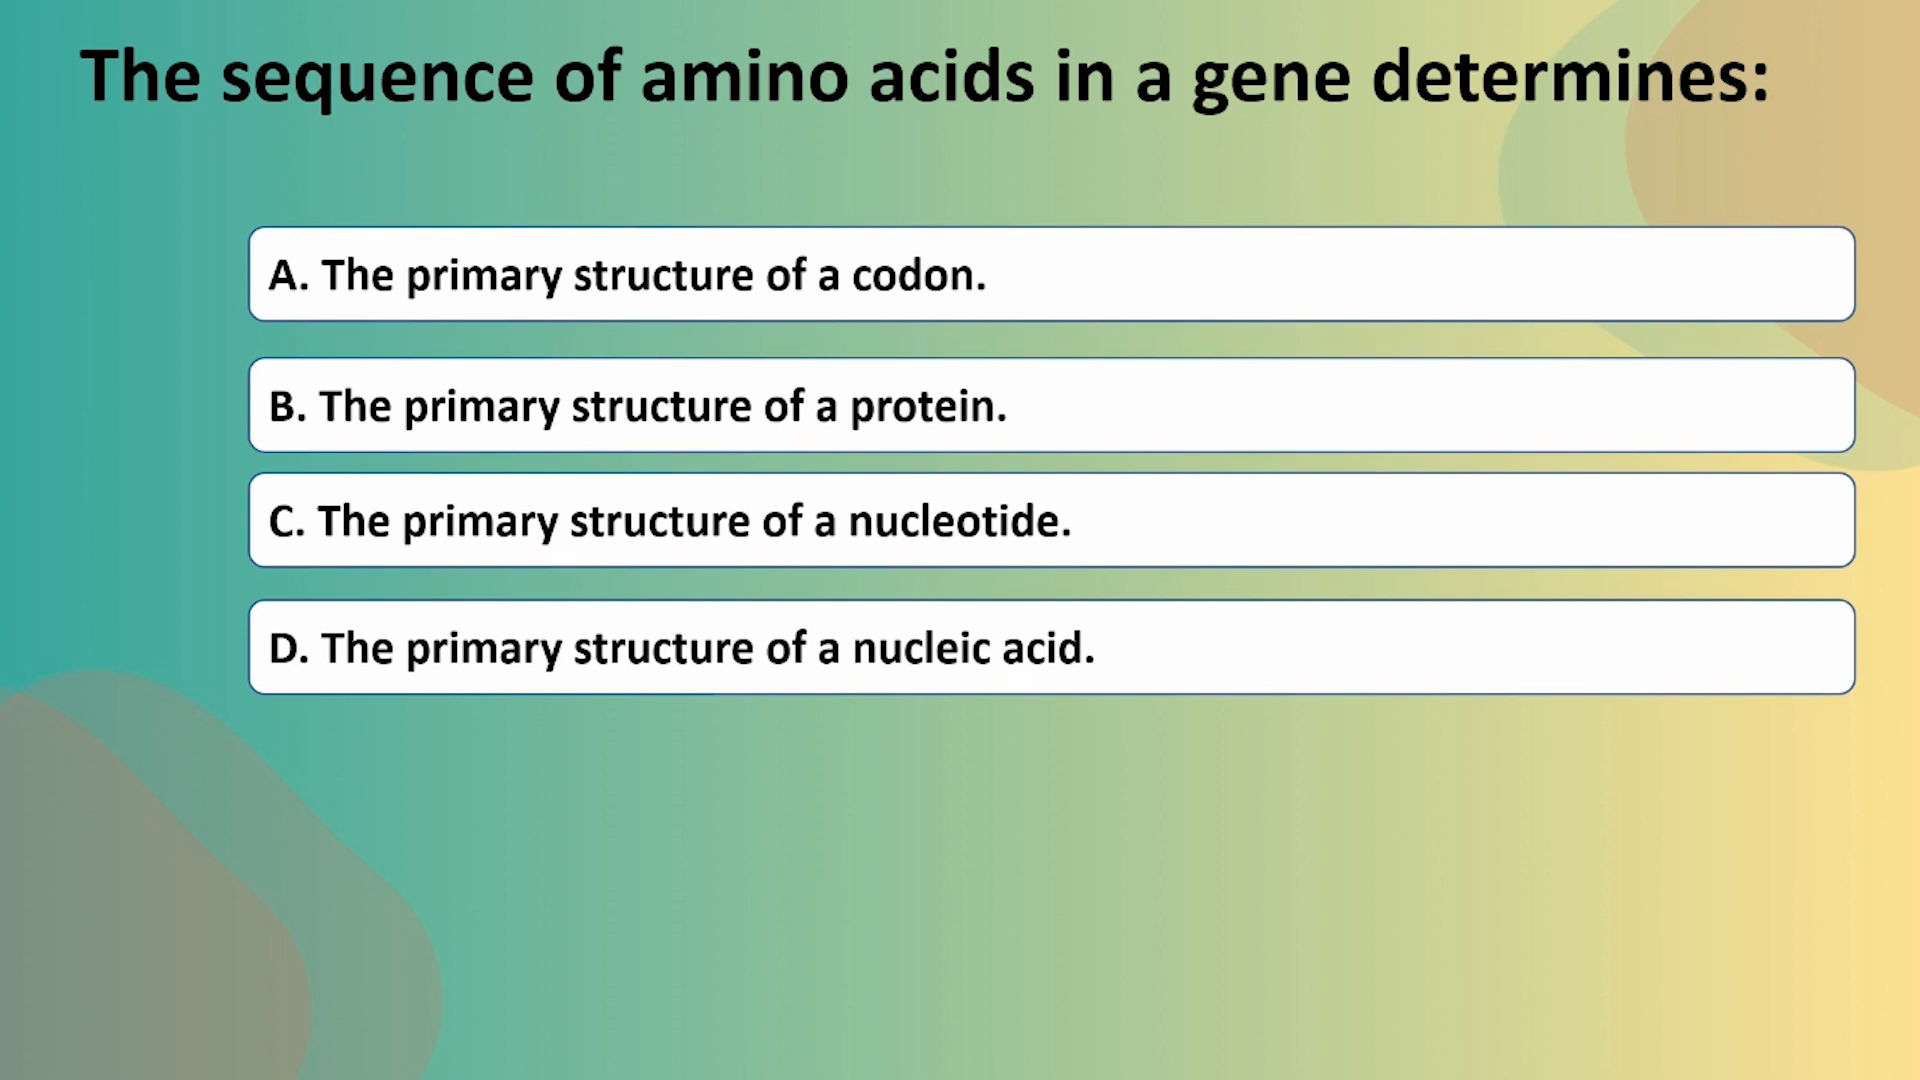 The sequence of amino acids in a gene determines:
A. The primary structure of a codon.
B. The primary structure of a protein.
C. The primary structure of a nucleotide.
D. The primary structure of a nucleic acid.